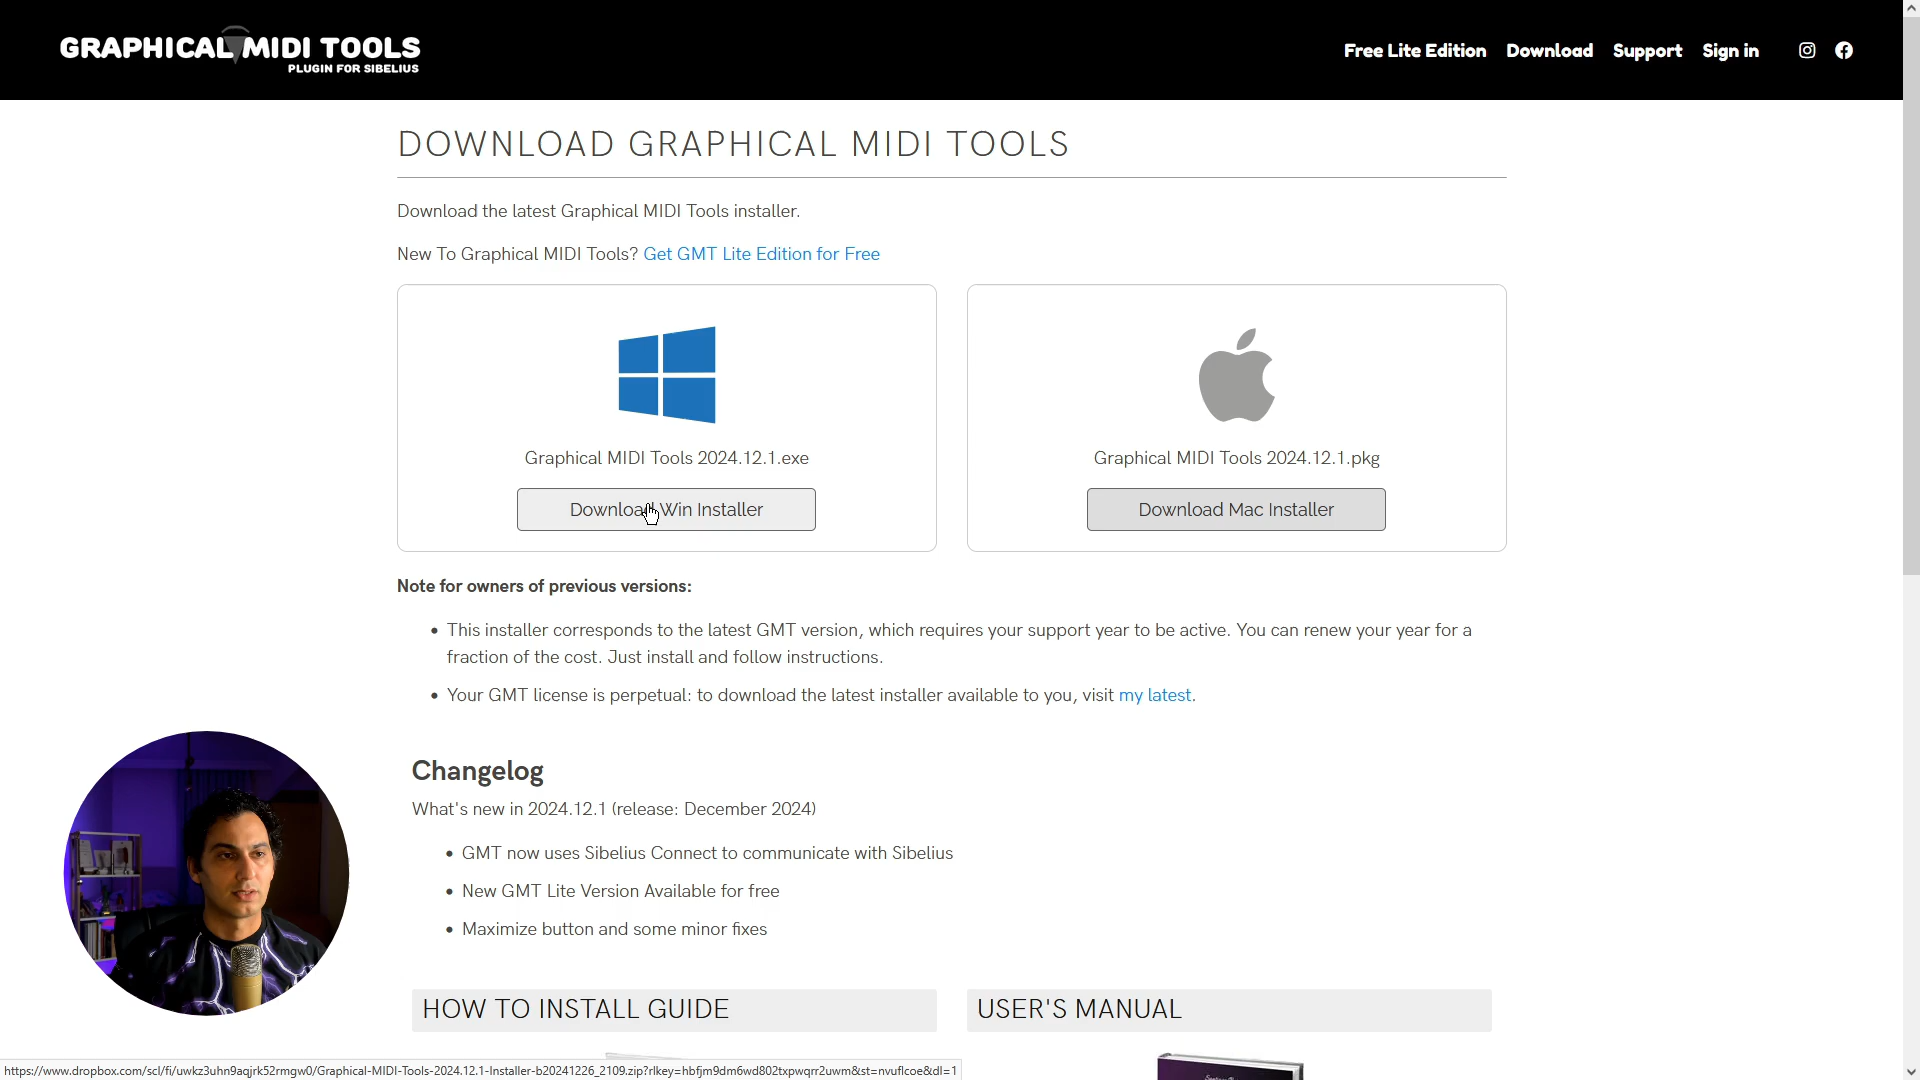 GRAPHICAL MIDI TOOLS
PLUGIN FOR SIBELIUS
Free Lite Edition Download Support Sign in
DOWNLOAD GRAPHICAL MIDI TOOLS
Download the latest Graphical MIDI Tools installer.
New To Graphical MIDI Tools? Get GMT Lite Edition for Free
Graphical MIDI Tools 2024.12.1.exe
Download Win Installer
Graphical MIDI Tools 2024.12.1.pkg
Download Mac Installer
Note for owners of previous versions:
• This installer corresponds to the latest GMT version, which requires your support year to be active. You can renew your year for a
fraction of the cost. Just install and follow instructions.
• Your GMT license is perpetual: to download the latest installer available to you, visit my latest.
Changelog
What's new in 2024.12.1 (release: December 2024)
• GMT now uses Sibelius Connect to communicate with Sibelius
• New GMT Lite Version Available for free
• Maximize button and some minor fixes
HOW TO INSTALL GUIDE
USER'S MANUAL
https://www.dropbox.com/scl/fi/uwkz3uhn9aqjrk52rmgw0/Graphical-MIDI-Tools-2024.12.1-Installer-b20241226_2109.zip?rlkey=hbfjm9dm6wd802txpwqrr2uwm&st=nvuflcoe&dl=1